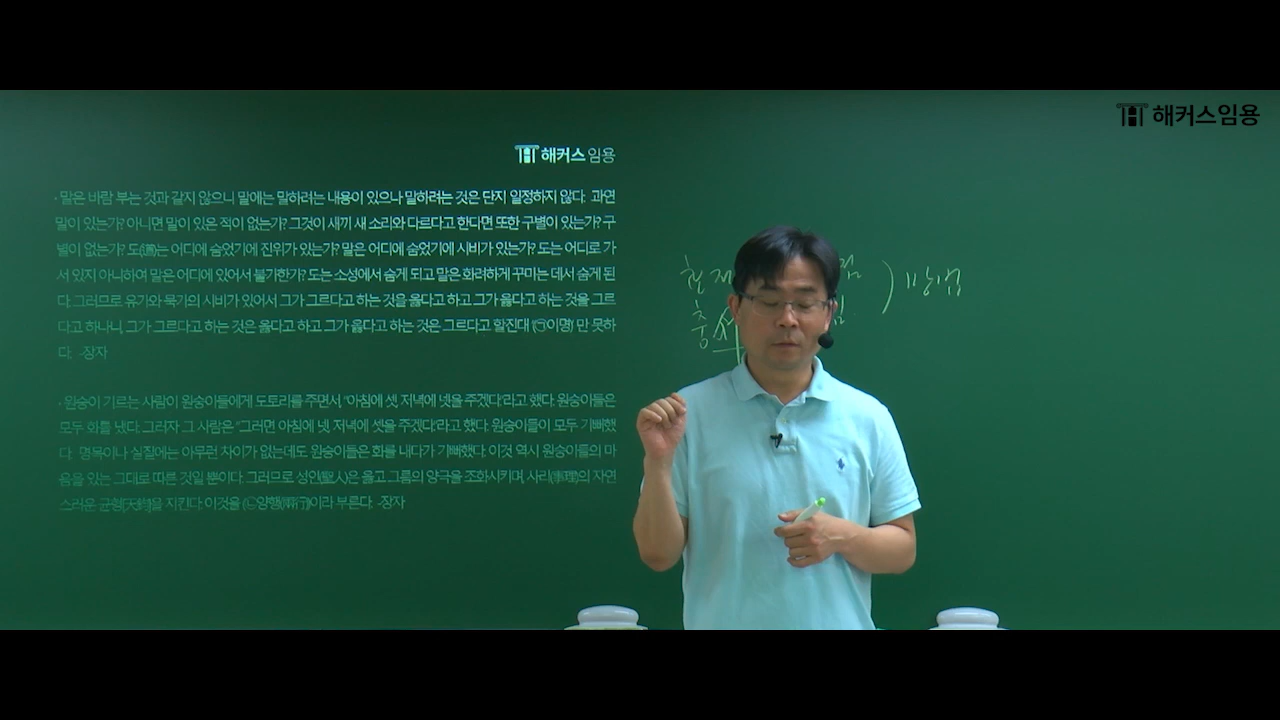 해커스임용
해커스 임용
· 말은 바람 부는 것과 같지 않으니 말에는 말하려는 내용이 있으나 말하려는 것은 단지 일정하지 않다. 과연
말이 있는가? 아니면 말이 있은 적이 없는가? 그것이 새끼 새 소리와 다르다고 한다면 또한 구별이 있는가? 구
별이 없는가? 도(道)는 어디에 숨었기에 진위가 있는가? 말은 어디에 숨었기에 시비가 있는가? 도는 어디로 가
서 있지 아니하며 말은 어디에 있어서 불가한가? 도는 소성에서 숨게 되고 말은 화려하게 꾸미는 데서 숨게 된
다. 그러므로 유가와 묵가의 시비가 있어서 그가 그르다고 하는 것을 옳다고 하고 그가 옳다고 하는 것을 그르
다고 하나니, 그가 그르다고 하는 것은 옳다고 하고 그가 옳다고 하는 것은 그르다고 할진대 (㉠이명) 만 못하
다. -장자
· 원숭이 기르는 사람이 원숭이들에게 도토리를 주면서, "아침에 셋, 저녁에 넷을 주겠다"라고 했다. 원숭이들은
모두 화를 냈다. 그러자 그 사람은 "그러면 아침에 넷, 저녁에 셋을 주겠다"라고 했다. 원숭이들이 모두 기뻐했
다. 명목이나 실질에는 아무런 차이가 없는데도 원숭이들은 화를 내다가 기뻐했다. 이것 역시 원숭이들의 마
음을 있는 그대로 따른 것일 뿐이다. 그러므로 성인(聖人)은 옳고 그름의 양극을 조화시키며, 사리(事理)의 자연
스러운 균형(天鈞)을 지킨다. 이것을 (㉡양행(兩行)이라 부른다. -장자